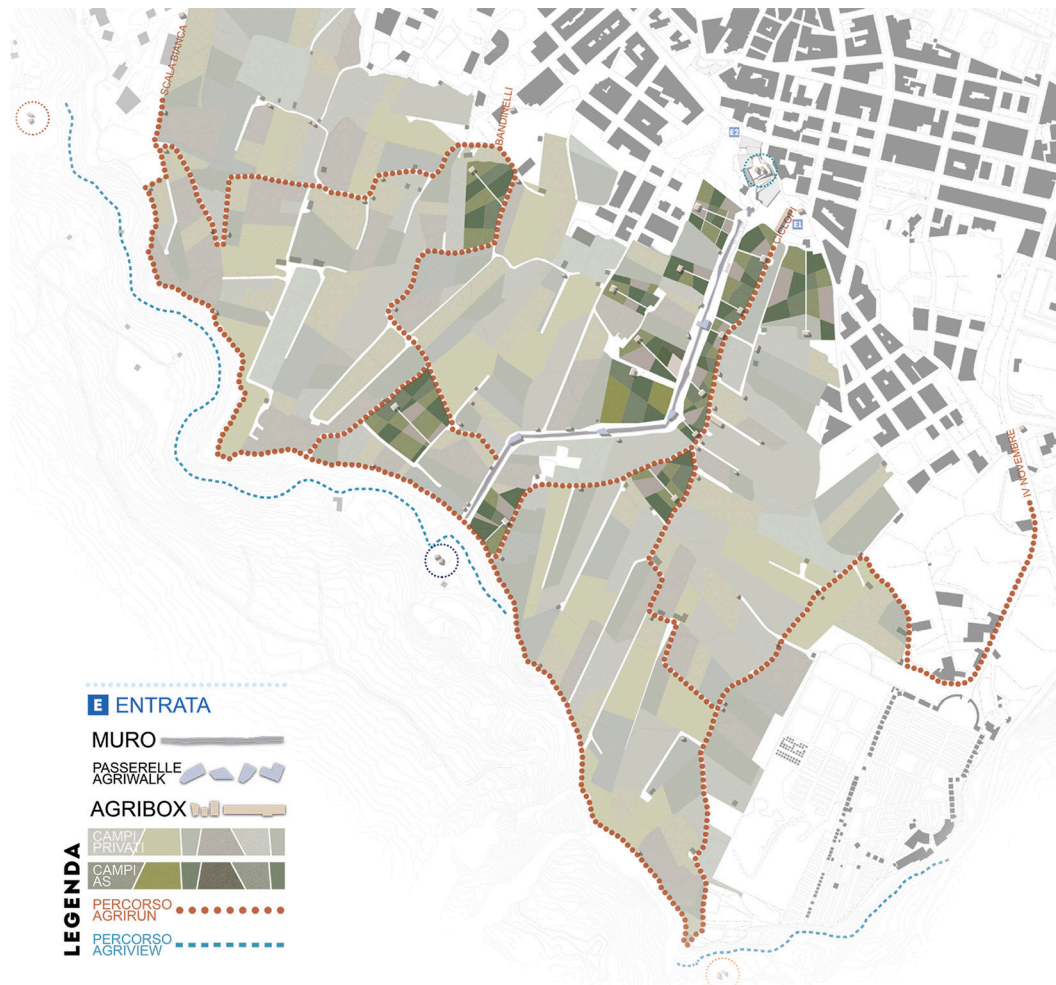 SCALA BIANCA
BANDINELLI
E2
E1
CICLOPI
IV NOVEMBRE
LEGENDA
E ENTRATA
MURO
PASSERELLE
AGRIWALK
AGRIBOX
CAMPI
PRIVATI
CAMPI
AS
PERCORSO
AGRIRUN
PERCORSO
AGRIVIEW